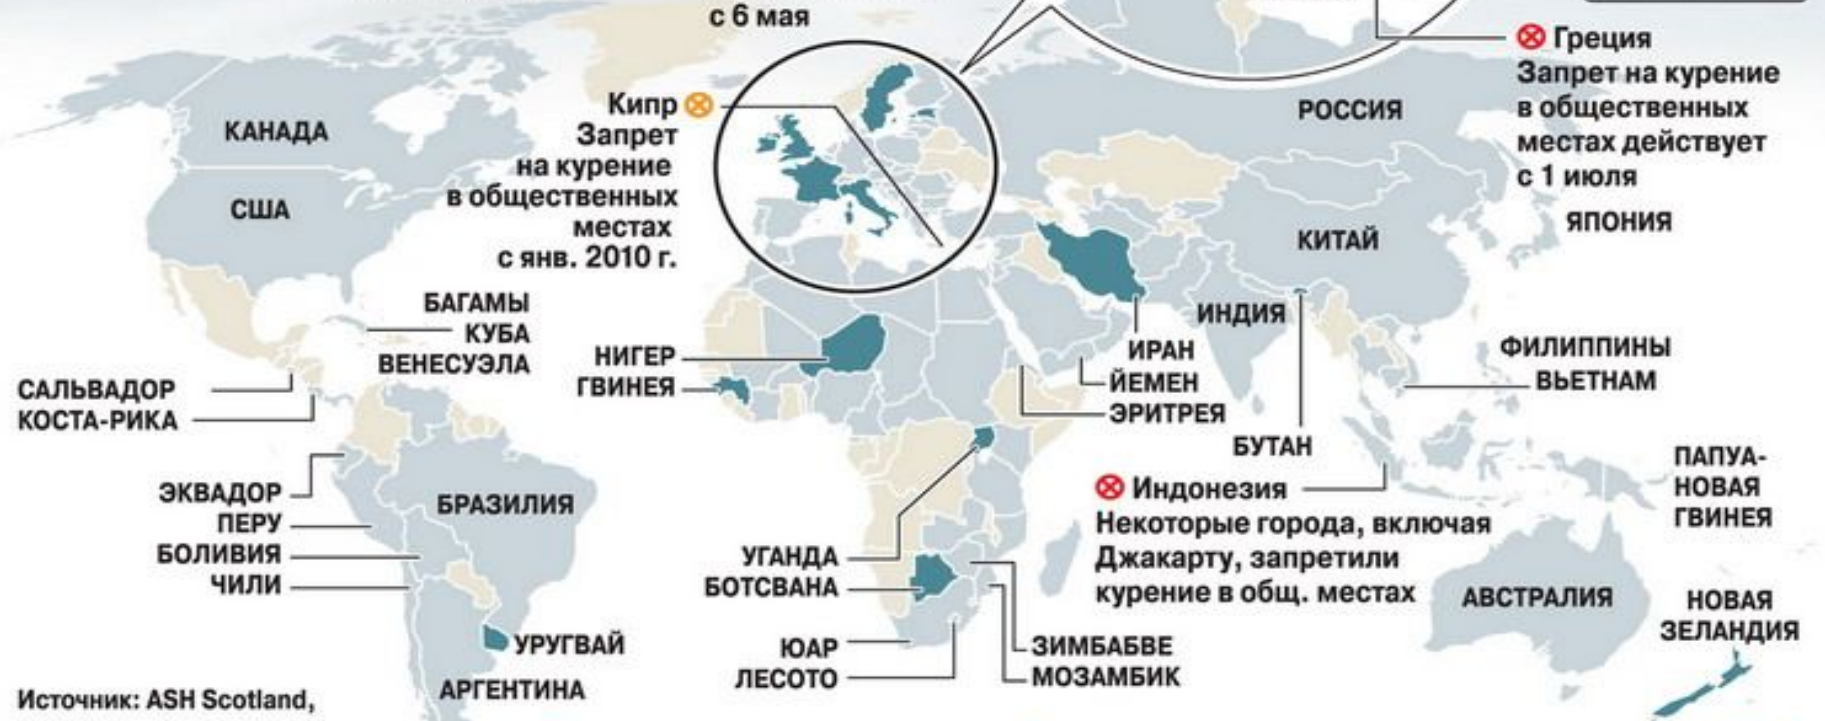 с 6 мая
Греция
Запрет на курение
в общественных
местах действует
с 1 июля
Кипр
Запрет
на курение
в общественных
местах
с янв. 2010 г.
КАНАДА
США
РОССИЯ
ЯПОНИЯ
КИТАЙ
ИНДИЯ
БАГАМЫ
КУБА
ВЕНЕСУЭЛА
САЛЬВАДОР
КОСТА-РИКА
НИГЕР
ГВИНЕЯ
ИРАН
ЙЕМЕН
ЭРИТРЕЯ
БУТАН
ФИЛИППИНЫ
ВЬЕТНАМ
ЭКВАДОР
ПЕРУ
БОЛИВИЯ
ЧИЛИ
БРАЗИЛИЯ
УРУГВАЙ
АРГЕНТИНА
УГАНДА
БОТСВАНА
ЮАР
ЛЕСОТО
ЗИМБАБВЕ
МОЗАМБИК
Индонезия
Некоторые города, включая
Джакарту, запретили
курение в общ. местах
ПАПУА-
НОВАЯ
ГВИНЕЯ
АВСТРАЛИЯ
НОВАЯ
ЗЕЛАНДИЯ
Источник: ASH Scotland,